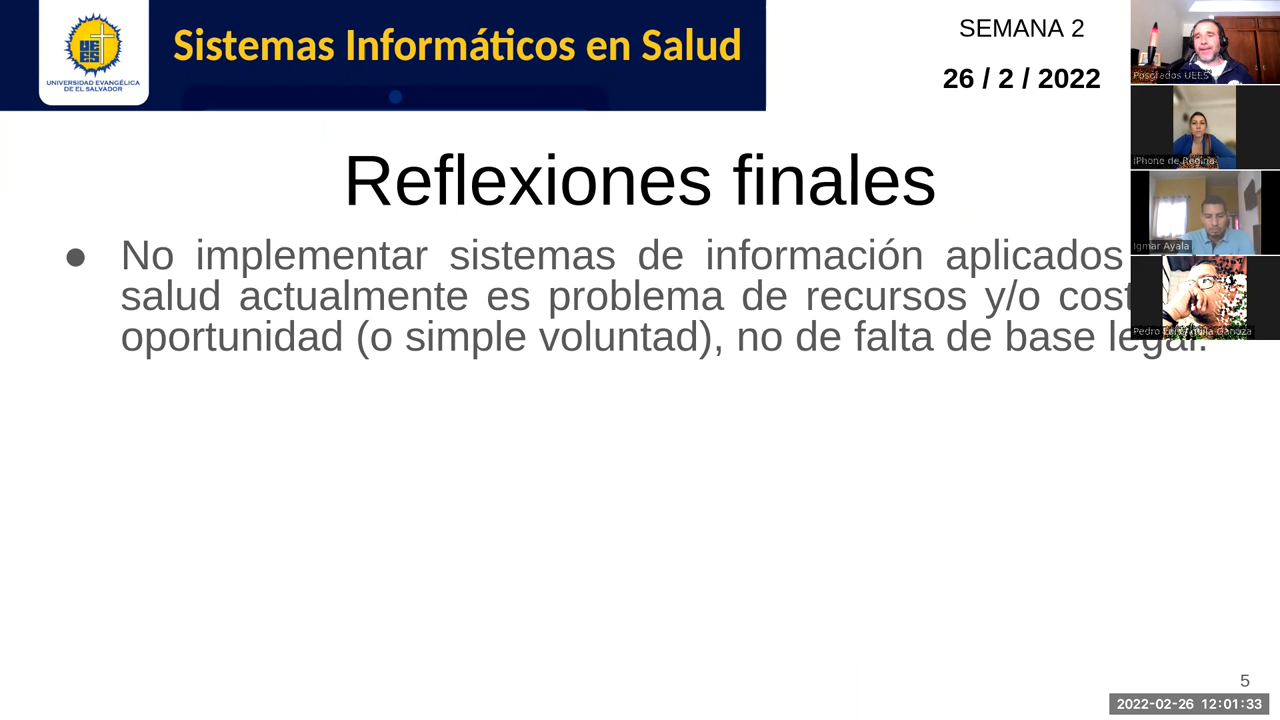 UNIVERSIDAD EVANGÉLICA
DE EL SALVADOR
Sistemas Informáticos en Salud
SEMANA 2
26 / 2 / 2022
Posgrados UEES
iPhone de Regina
Igmar Ayala
Pedro
Reflexiones finales
● No implementar sistemas de información aplicados
salud actualmente es problema de recursos y/o cost
oportunidad (o simple voluntad), no de falta de base legal.
5
2022-02-26 12:01:33